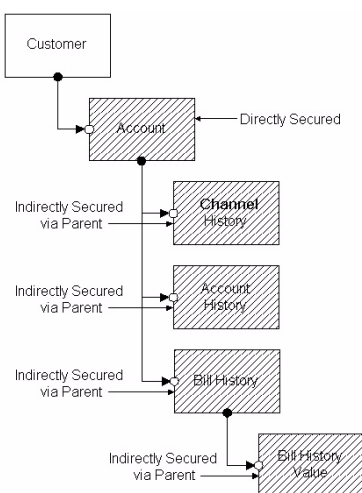 Customer
Account
Directly Secured
Indirectly Secured
via Parent
Channel
History
Indirectly Secured
via Parent
Account
History
Indirectly Secured
via Parent
Bill History
Indirectly Secured
via Parent
Bill History
Value